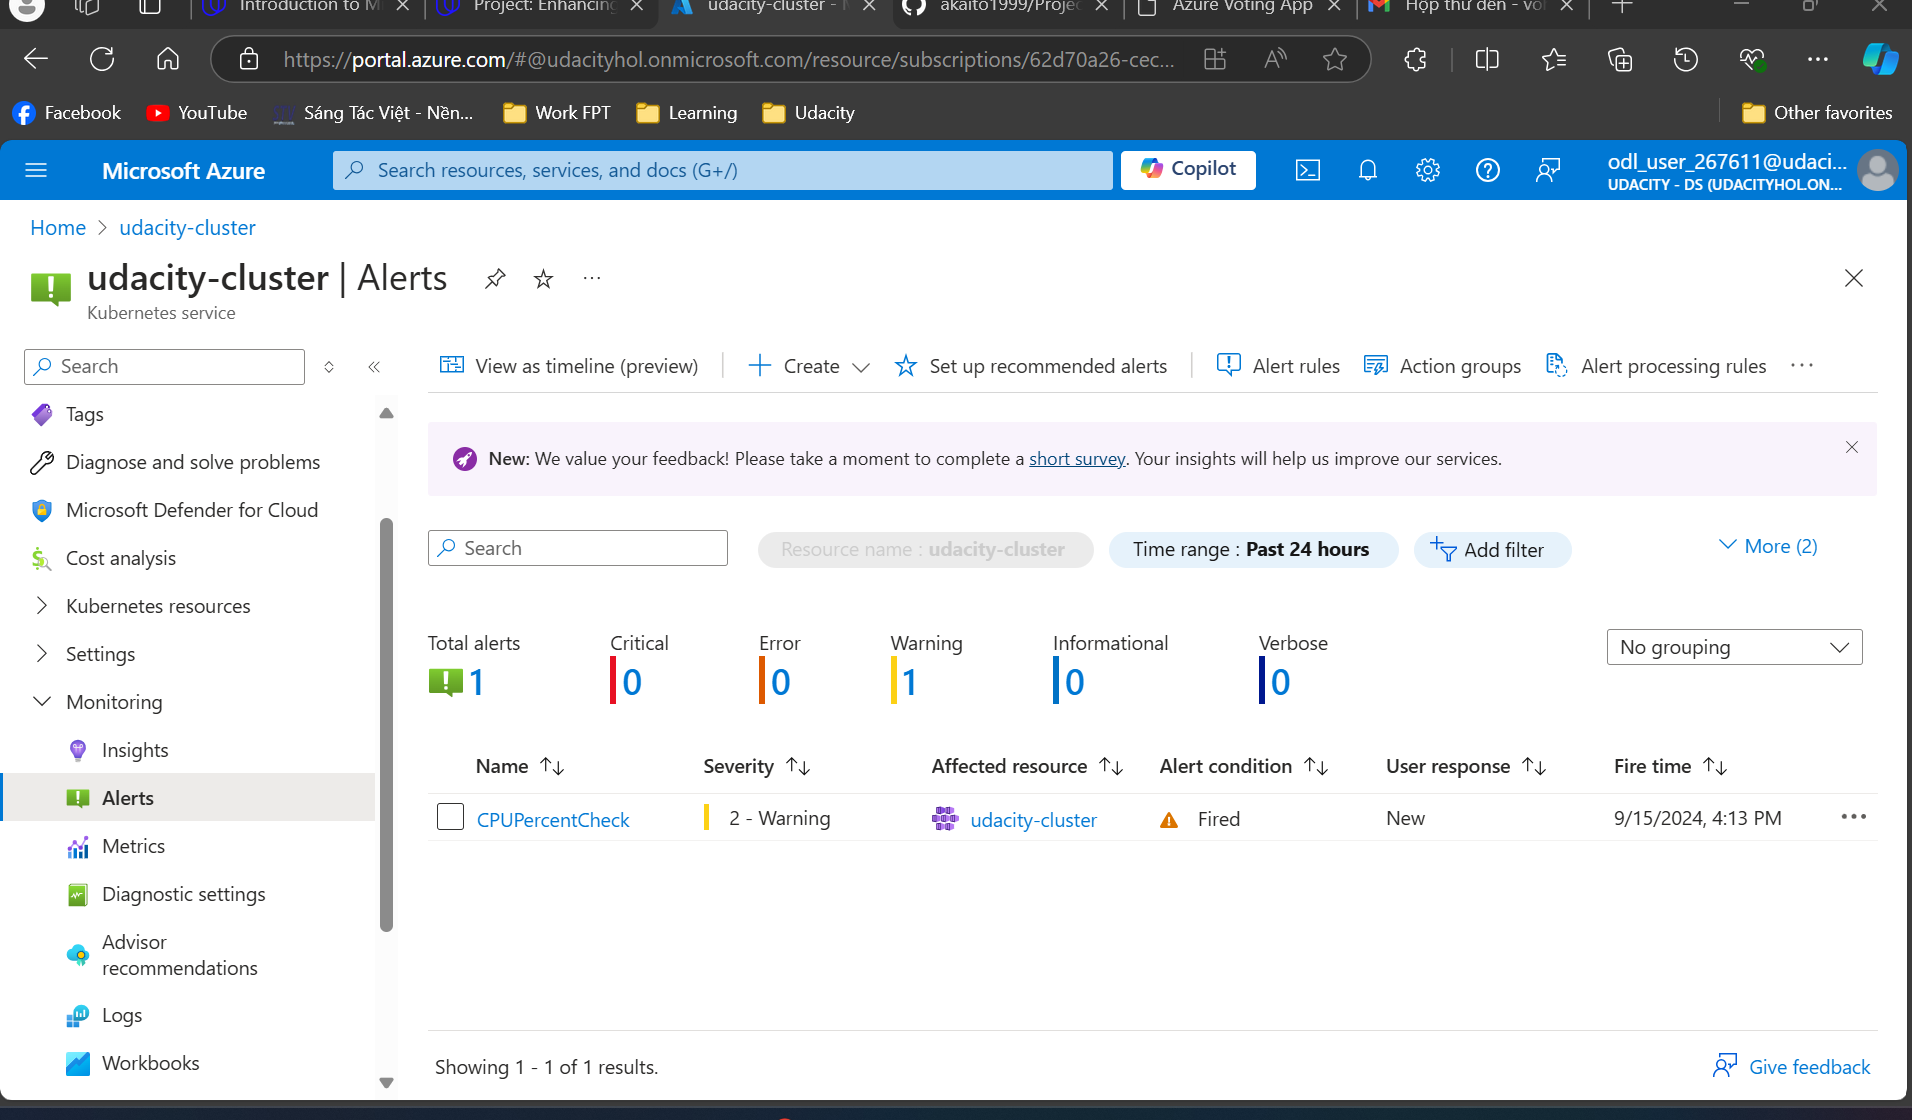 Introduction to Mi
Project: Enhancing
udacity-cluster - M
akaito1999/Projec
Azure Voting App
Hộp thư đến - vo
https://portal.azure.com/#@udacityhol.onmicrosoft.com/resource/subscriptions/62d70a26-cec...
Facebook
YouTube
Sáng Tác Việt - Nền...
Work FPT
Learning
Udacity
Other favorites
Microsoft Azure
Search resources, services, and docs (G+/)
Copilot
odl_user_267611@udaci...
UDACITY - DS (UDACITYHOL.ON...
Home > udacity-cluster
udacity-cluster | Alerts
Kubernetes service
Search
View as timeline (preview)
Create
Set up recommended alerts
Alert rules
Action groups
Alert processing rules
Tags
Diagnose and solve problems
Microsoft Defender for Cloud
Cost analysis
Kubernetes resources
Settings
Monitoring
Insights
Alerts
Metrics
Diagnostic settings
Advisor
recommendations
Logs
Workbooks
New: We value your feedback! Please take a moment to complete a short survey. Your insights will help us improve our services.
Search
Resource name : udacity-cluster
Time range : Past 24 hours
Add filter
More (2)
Total alerts
1
Critical
0
Error
0
Warning
1
Informational
0
Verbose
0
No grouping
Name Severity Affected resource Alert condition User response Fire time
CPUPercentCheck 2 - Warning udacity-cluster Fired New 9/15/2024, 4:13 PM
Showing 1 - 1 of 1 results.
Give feedback